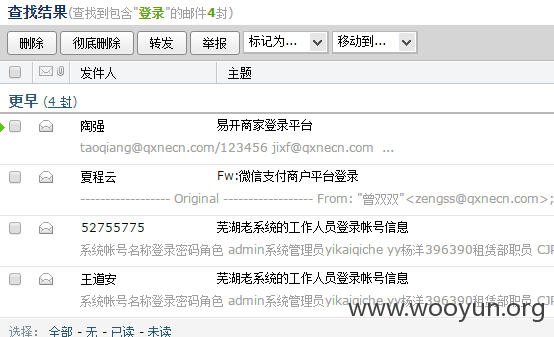 查找结果(查找到包含"登录"的邮件4封)
删除 彻底删除 转发 举报 标记为... 移动到...
发件人 主题
更早 (4 封)
陶强 易开商家登录平台
taoqiang@qxnecn.com/123456 jixf@qxnecn.com ...
夏程云 Fw:微信支付商户平台登录
------------------ Original ------------------ From: "曾双双"<zengss@qxnecn.com>;
52755775 芜湖老系统的工作人员登录帐号信息
系统帐号名称登录密码角色 admin系统管理员yikaiqiche yy杨洋396390租赁部职员 CJP
王道安 芜湖老系统的工作人员登录帐号信息
系统帐号名称登录密码角色 admin系统管理员yikaiqiche yy杨洋396390租赁部职员 CJP
www.wooyun.org
选择： 全部 - 无 - 已读 - 未读